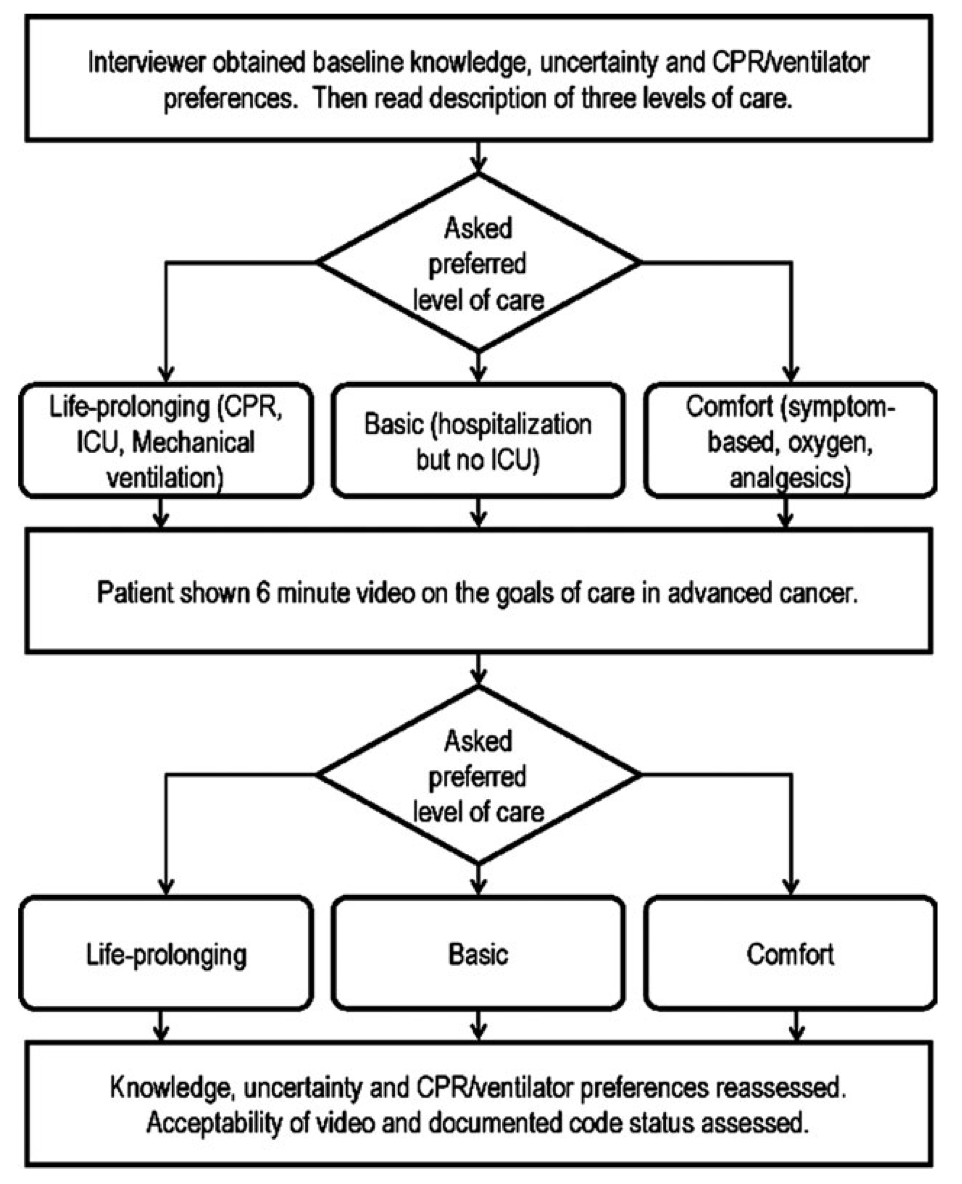 Interviewer obtained baseline knowledge, uncertainty and CPR/ventilator
preferences.  Then read description of three levels of care.
Asked
preferred
level of care
Life-prolonging (CPR,
ICU, Mechanical
ventilation)
Basic (hospitalization
but no ICU)
Comfort (symptom-
based, oxygen,
analgesics)
Patient shown 6 minute video on the goals of care in advanced cancer.
Asked
preferred
level of care
Life-prolonging
Basic
Comfort
Knowledge, uncertainty and CPR/ventilator preferences reassessed.
Acceptability of video and documented code status assessed.